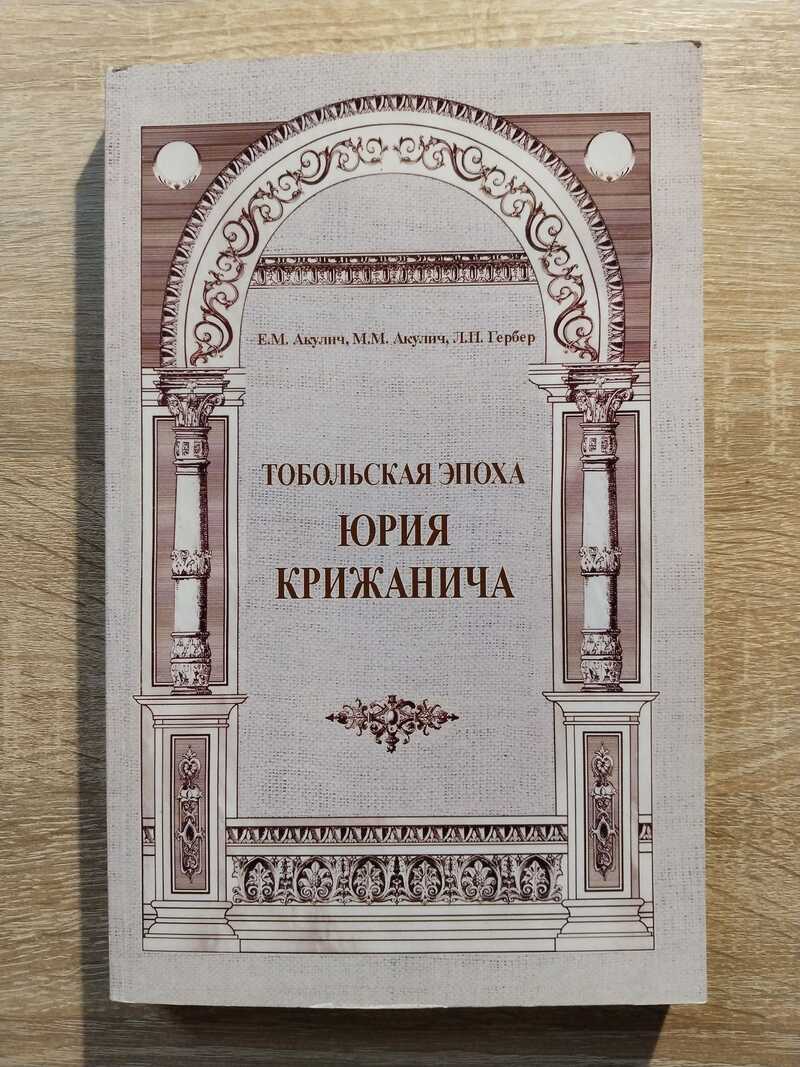 Е.М. Акулич, М.М. Акулич, Л.П. Гербер
ТОБОЛЬСКАЯ ЭПОХА
ЮРИЯ
КРИЖАНИЧА